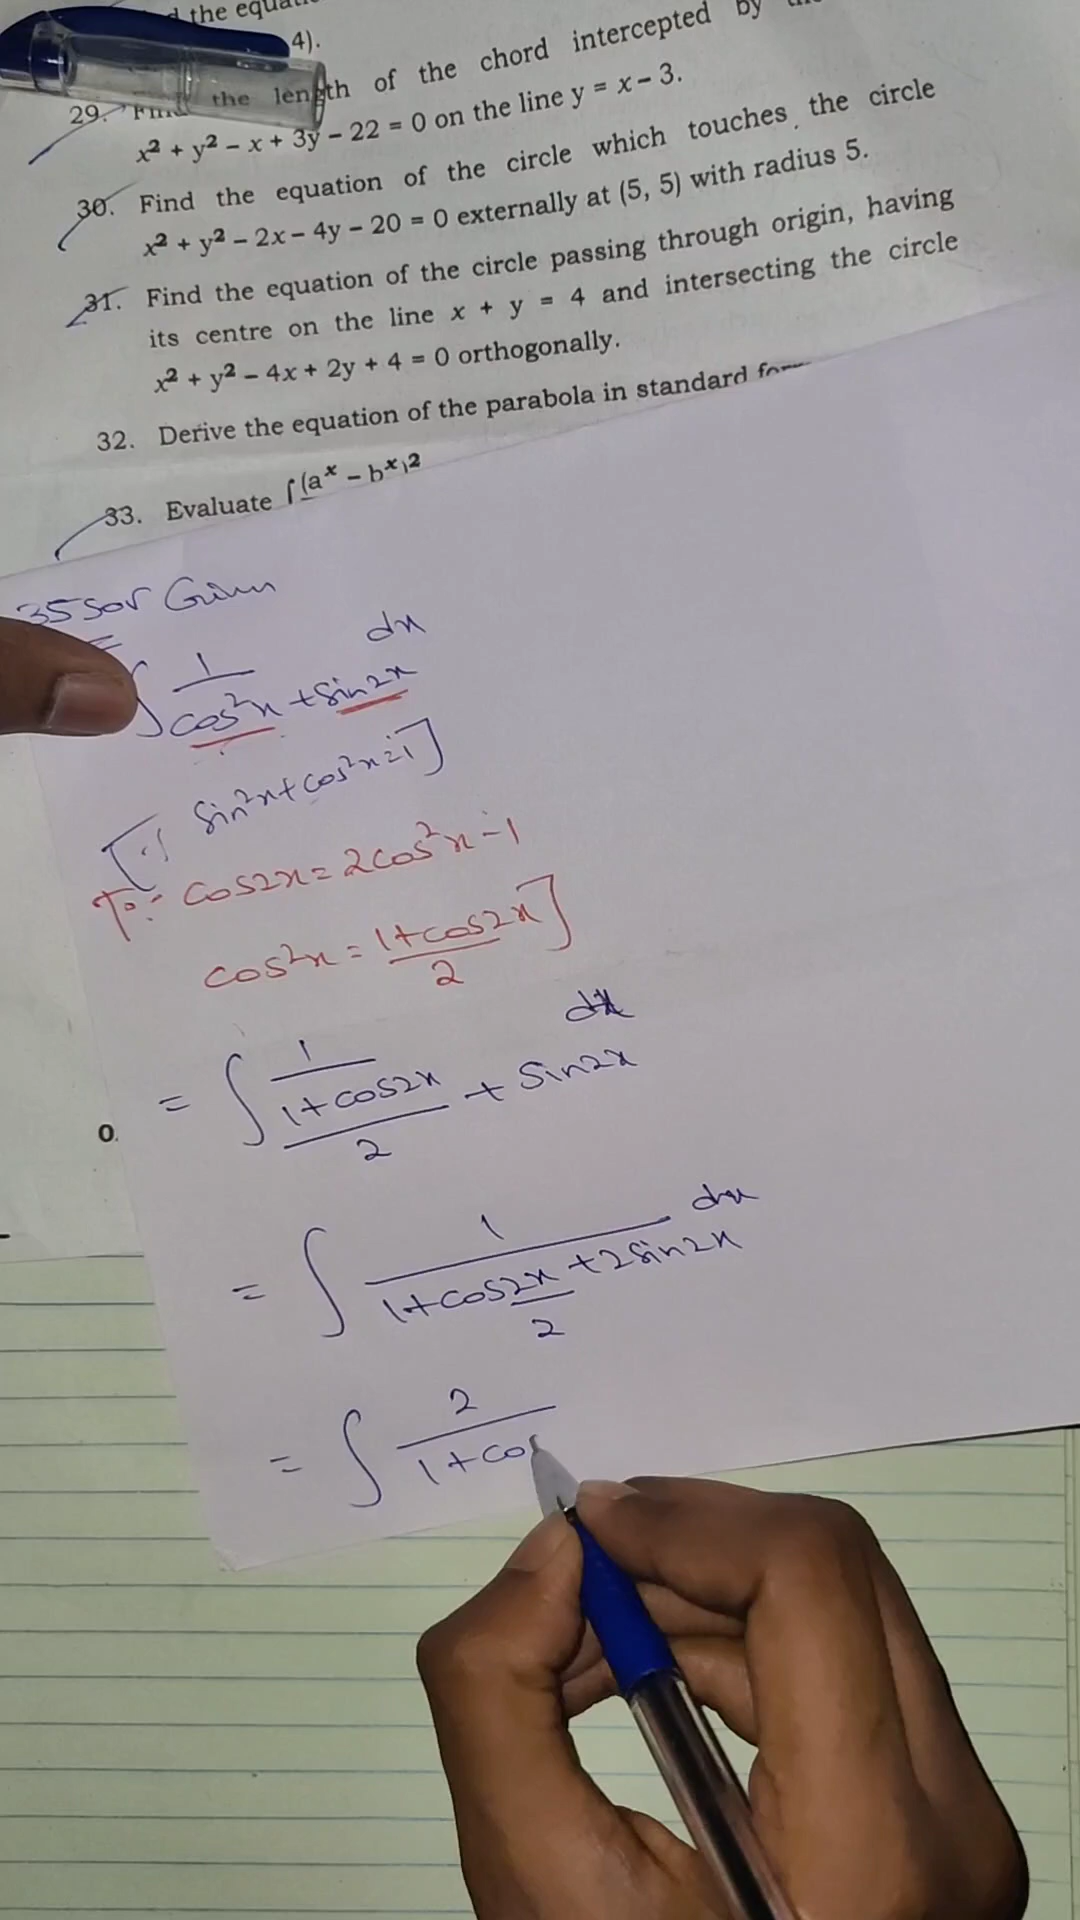 the equa
4).
29. Find the length of the chord intercepted by
x² + y² – x + 3y – 22 = 0 on the line y = x – 3.
30. Find the equation of the circle which touches the circle
x² + y² – 2x – 4y – 20 = 0 externally at (5, 5) with radius 5.
31. Find the equation of the circle passing through origin, having
its centre on the line x + y = 4 and intersecting the circle
x² + y² – 4x + 2y + 4 = 0 orthogonally.
32. Derive the equation of the parabola in standard form
33. Evaluate ∫ (aˣ – bˣ)²
35 Sol Given
∫ 1/(cos²x + sin2x) dx
[∵ sin²x + cos²x = 1]
[∵ cos2x = 2cos²x - 1
cos²x = (1+cos2x)/2]
= ∫ 1/((1+cos2x)/2 + sin2x) dx
0.
= ∫ 1/((1+cos2x + 2sin2x)/2) dx
= ∫ 2/(1+cos